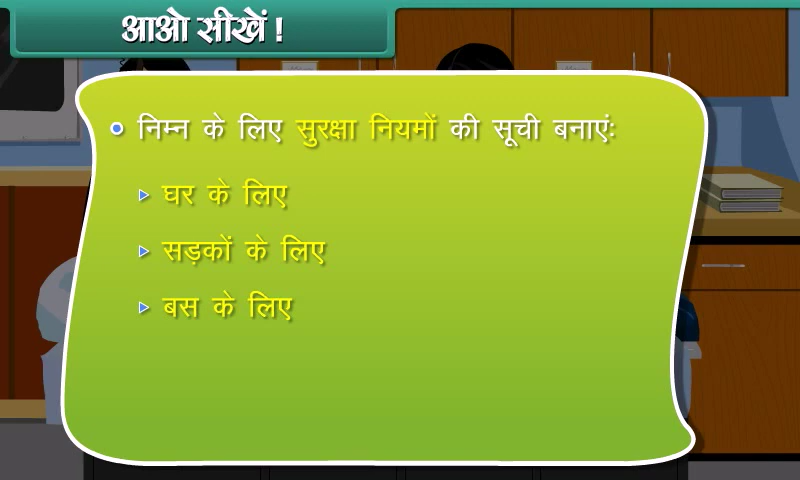 आओ सीखें !
निम्न के लिए सुरक्षा नियमों की सूची बनाएं:
घर के लिए
सड़कों के लिए
बस के लिए